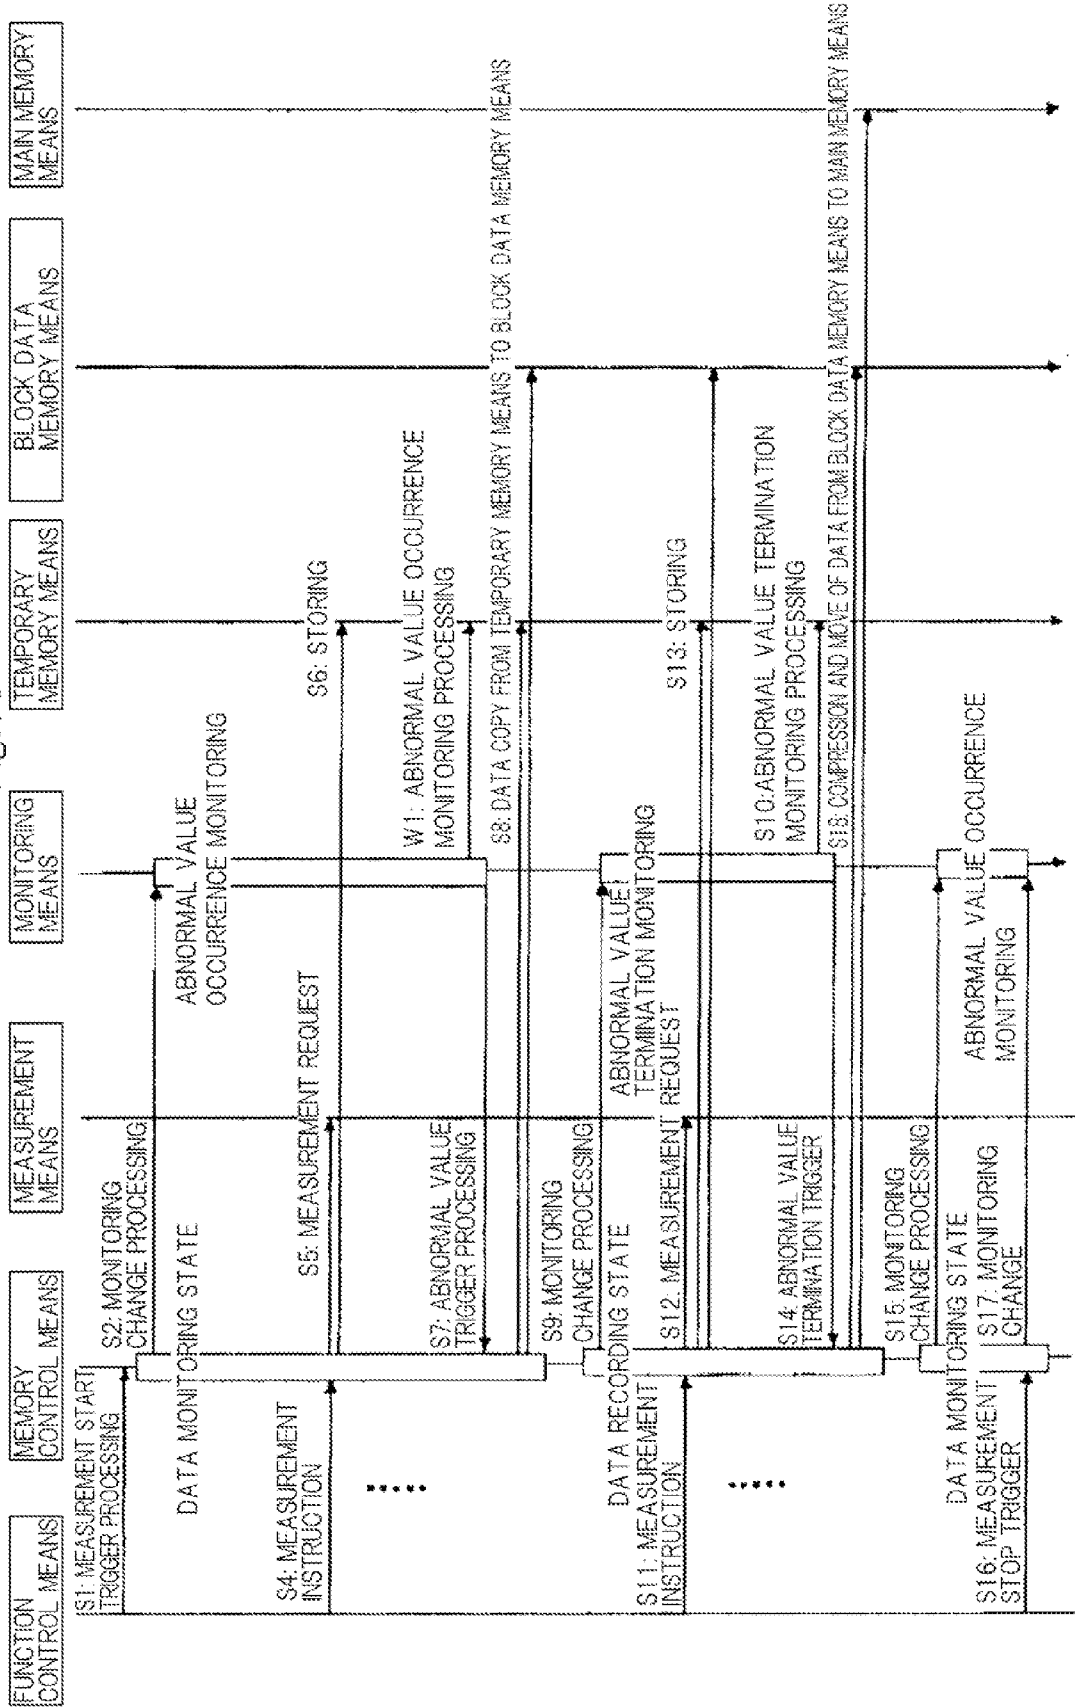 FUNCTION
CONTROL MEANS
MEMORY
CONTROL MEANS
MEASUREMENT
MEANS
MONITORING
MEANS
TEMPORARY
MEMORY MEANS
BLOCK DATA
MEMORY MEANS
MAIN MEMORY
MEANS
S1: MEASUREMENT START
TRIGGER PROCESSING
S2: MONITORING
CHANGE PROCESSING
DATA MONITORING STATE
ABNORMAL VALUE
OCCURRENCE MONITORING
S4: MEASUREMENT
INSTRUCTION
S5: MEASUREMENT REQUEST
S6: STORING
W1: ABNORMAL VALUE OCCURRENCE
MONITORING PROCESSING
S7: ABNORMAL VALUE
TRIGGER PROCESSING
S8: DATA COPY FROM TEMPORARY MEMORY MEANS TO BLOCK DATA MEMORY MEANS
S9: MONITORING
CHANGE PROCESSING
DATA RECORDING STATE
ABNORMAL VALUE
TERMINATION MONITORING
S11: MEASUREMENT
INSTRUCTION
S12: MEASUREMENT REQUEST
S13: STORING
S10:ABNORMAL VALUE TERMINATION
MONITORING PROCESSING
S14: ABNORMAL VALUE
TERMINATION TRIGGER
S18: COMPRESSION AND MOVE OF DATA FROM BLOCK DATA MEMORY MEANS TO MAIN MEMORY MEANS
S15: MONITORING
CHANGE PROCESSING
DATA MONITORING STATE
ABNORMAL VALUE OCCURRENCE
MONITORING
S16: MEASUREMENT
STOP TRIGGER
S17: MONITORING
CHANGE